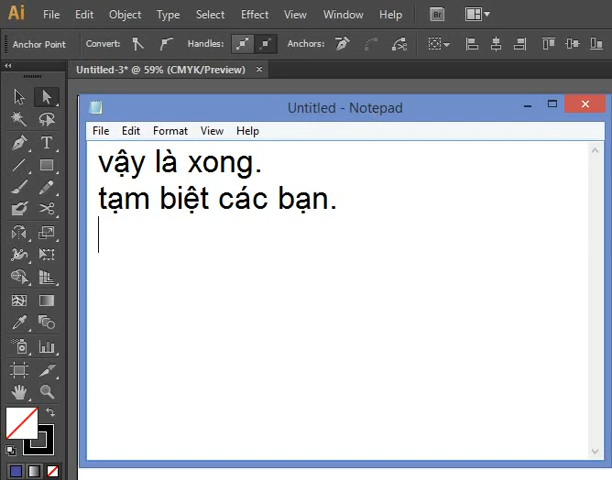 Ai File Edit Object Type Select Effect View Window Help Br
Anchor Point Convert: Handles: Anchors:
Untitled-3* @ 59% (CMYK/Preview) ×
Untitled - Notepad
File Edit Format View Help
vậy là xong.
tạm biệt các bạn.